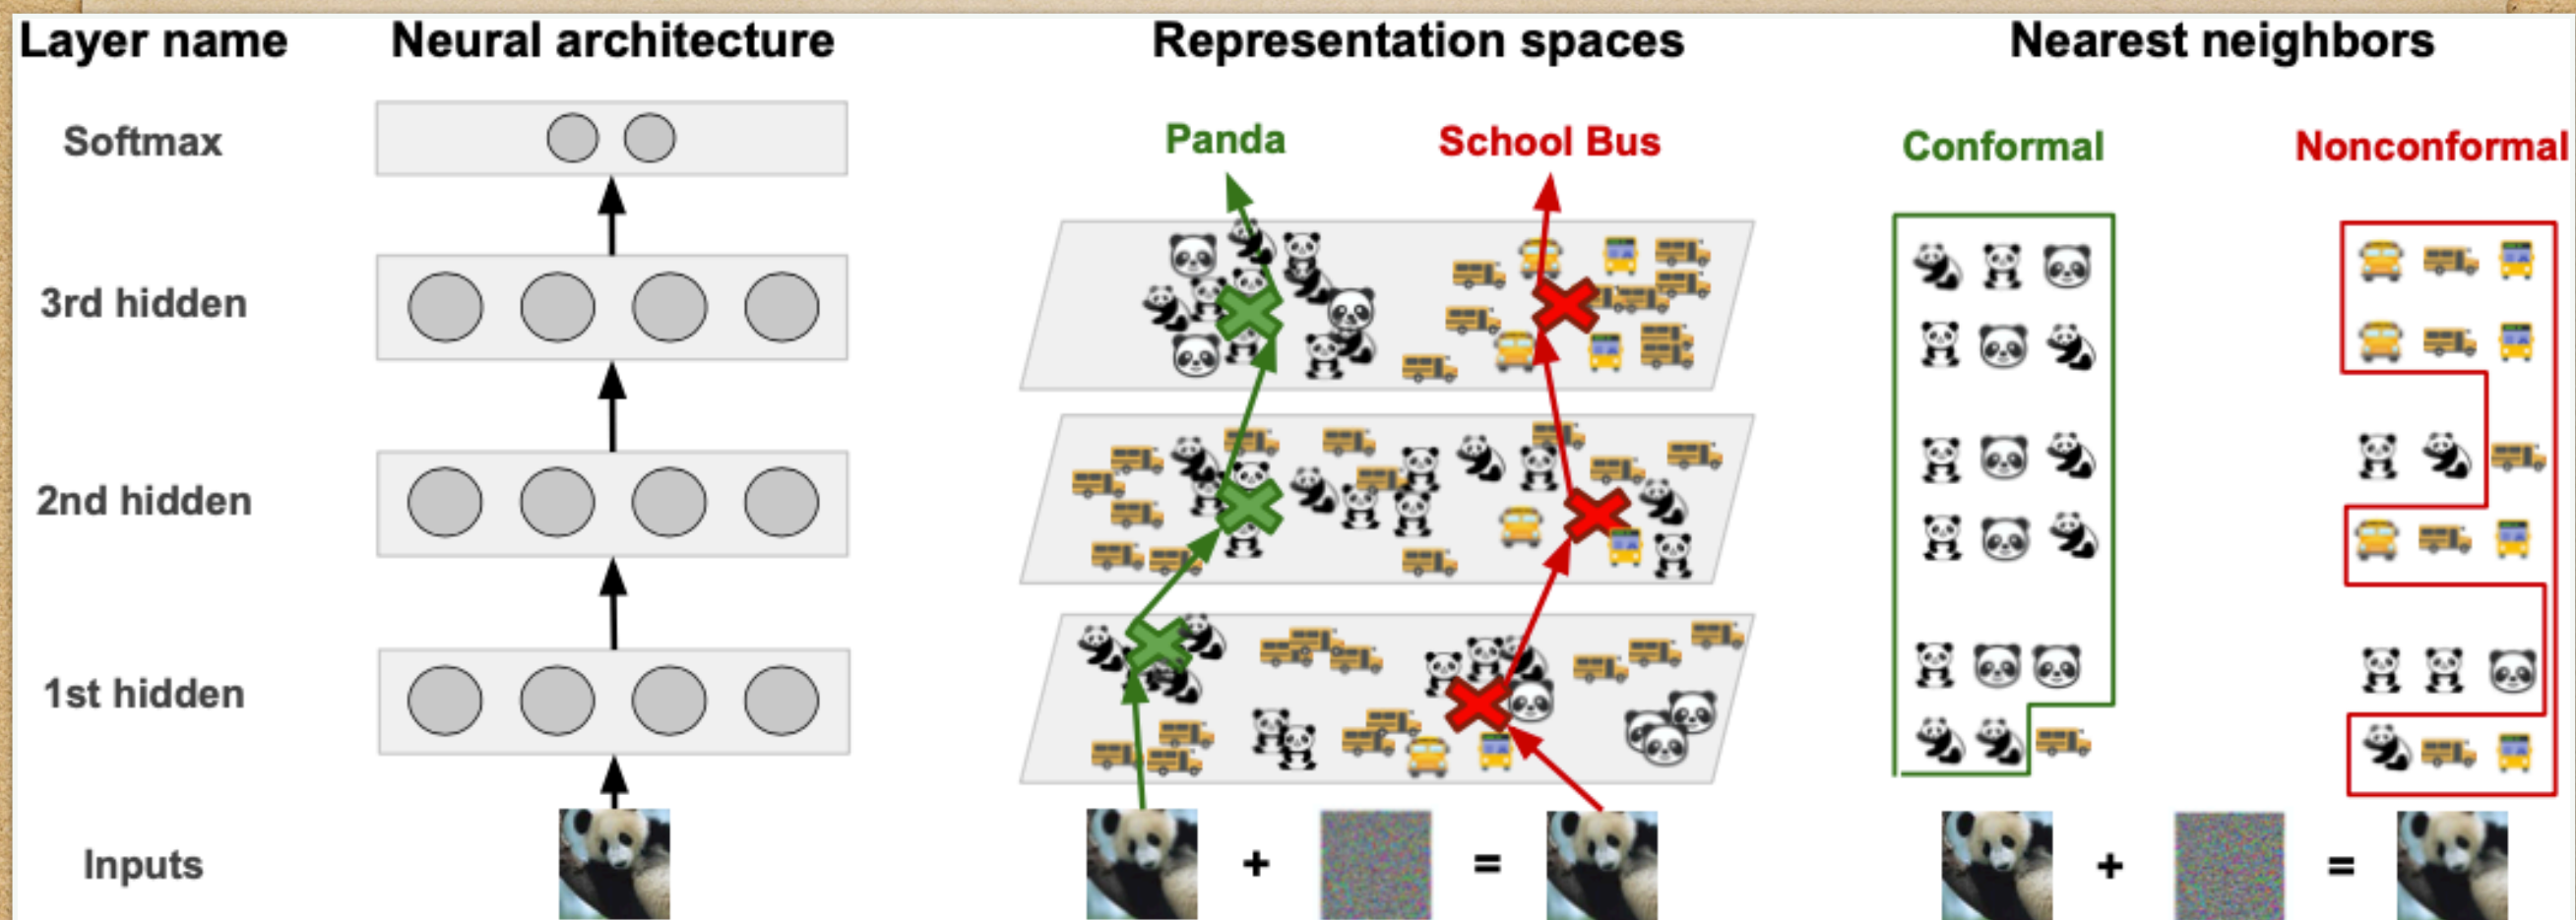 Layer name
Neural architecture
Representation spaces
Nearest neighbors
Softmax
Panda
School Bus
Conformal
Nonconformal
3rd hidden
2nd hidden
1st hidden
Inputs
+
=
+
=